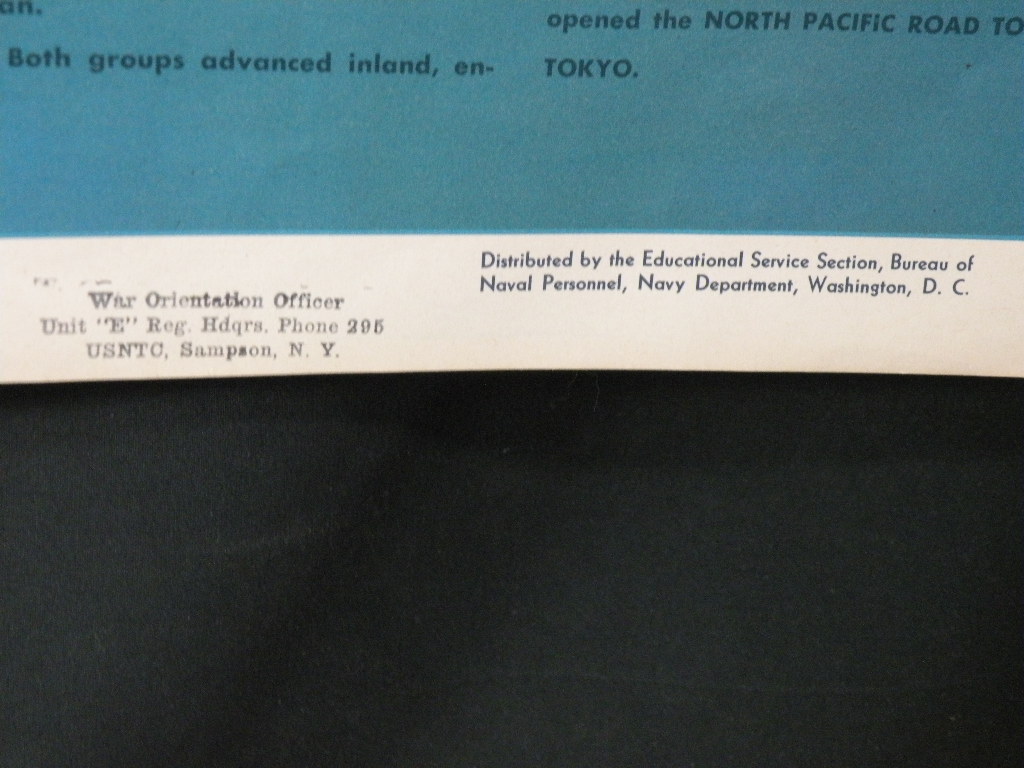 an.
Both groups advanced inland, en-
opened the NORTH PACIFIC ROAD TO
TOKYO.
Distributed by the Educational Service Section, Bureau of
Naval Personnel, Navy Department, Washington, D. C.
War Orientation Officer
Unit "E" Reg. Hdqrs. Phone 295
USNTC, Sampson, N. Y.